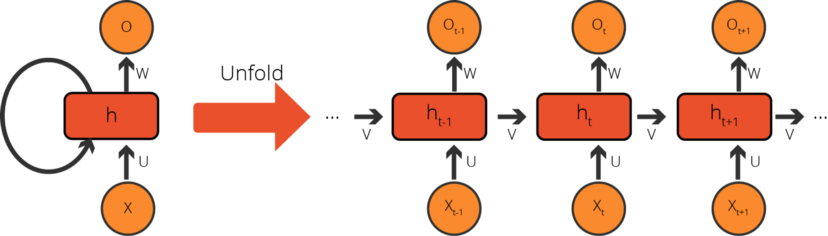 O
W
h
U
X
Unfold
...
V
O_{t-1}
W
h_{t-1}
U
X_{t-1}
V
O_t
W
h_t
U
X_t
V
O_{t+1}
W
h_{t+1}
U
X_{t+1}
V
...